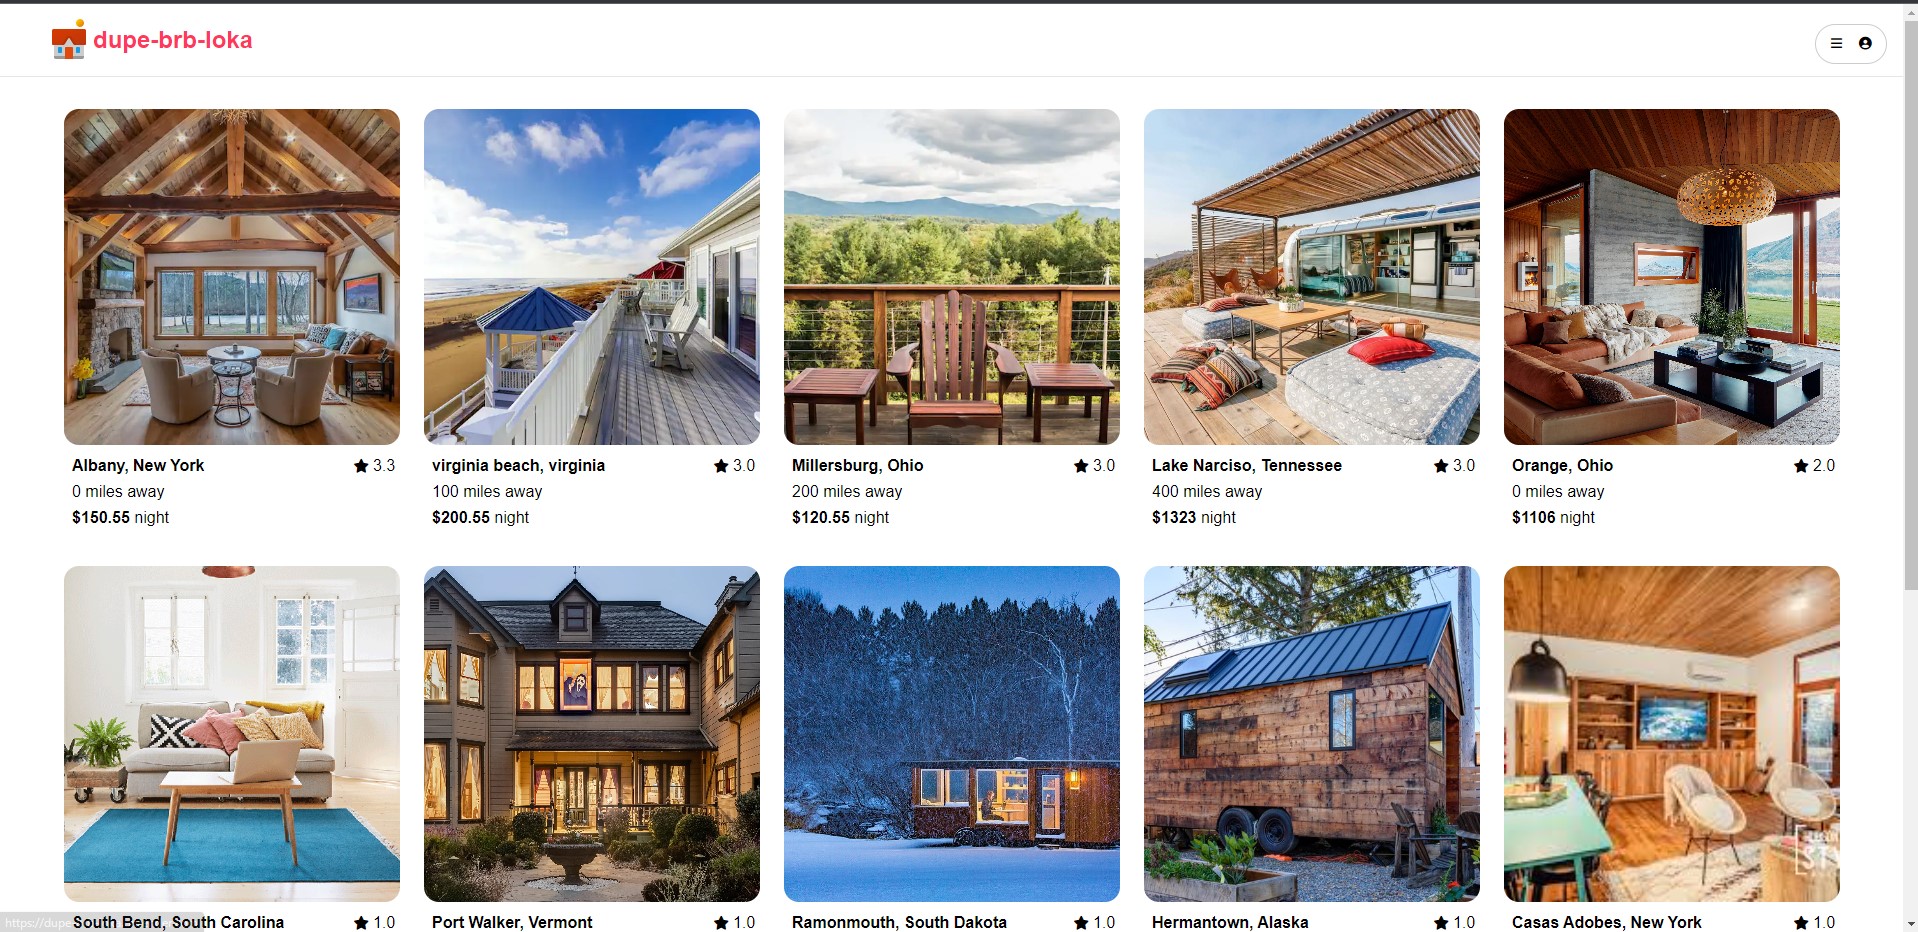 dupe-brb-loka
Albany, New York 3.3
0 miles away
$150.55 night
virginia beach, virginia 3.0
100 miles away
$200.55 night
Millersburg, Ohio 3.0
200 miles away
$120.55 night
Lake Narciso, Tennessee 3.0
400 miles away
$1323 night
Orange, Ohio 2.0
0 miles away
$1106 night
South Bend, South Carolina 1.0
Port Walker, Vermont 1.0
Ramonmouth, South Dakota 1.0
Hermantown, Alaska 1.0
Casas Adobes, New York 1.0
https://dupe